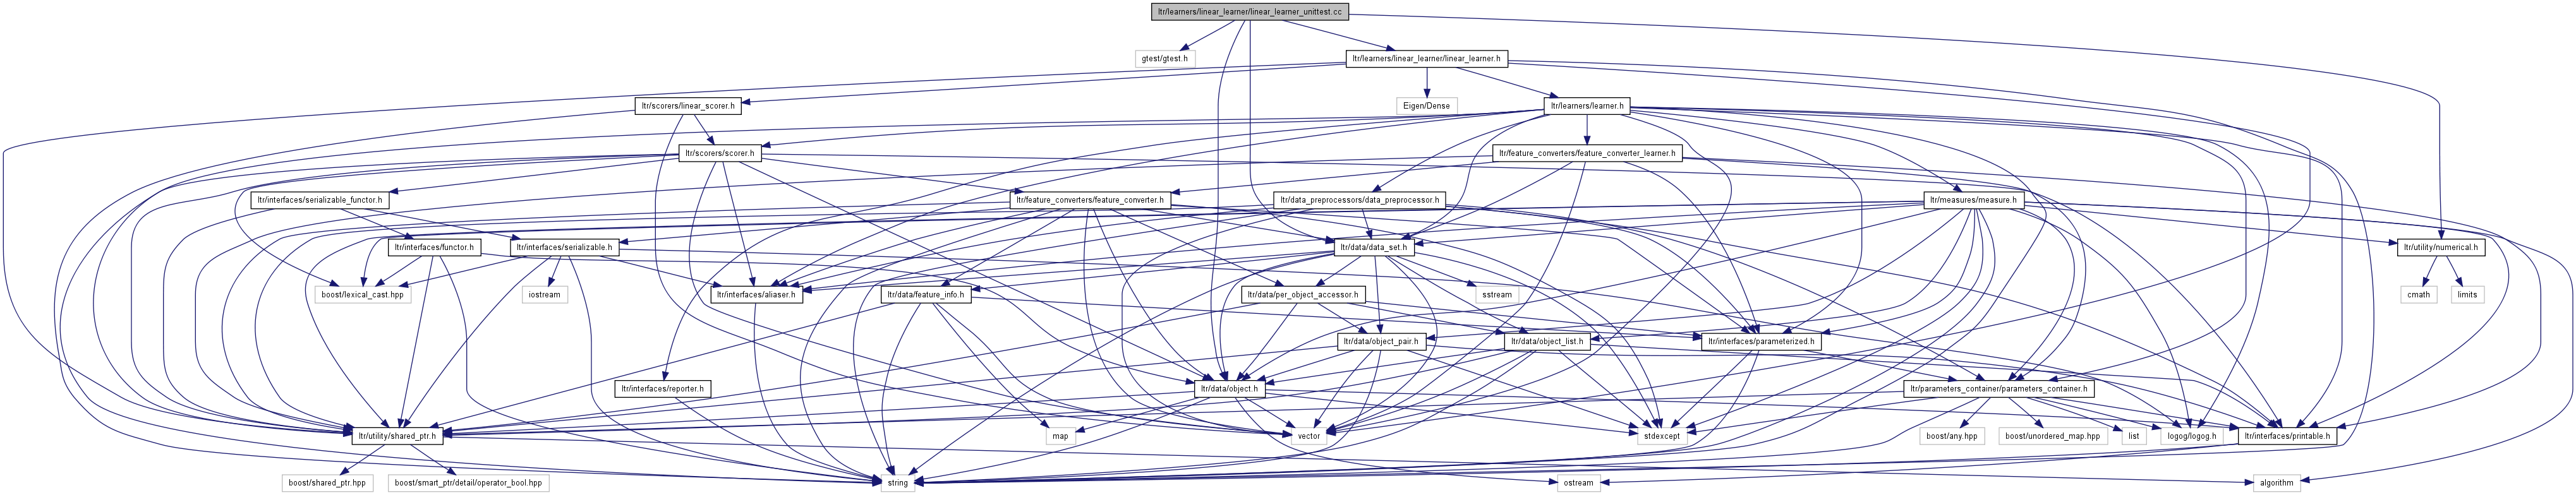 ltr/learners/linear_learner/linear_learner_unittest.cc
gtest/gtest.h
ltr/learners/linear_learner/linear_learner.h
ltr/scorers/linear_scorer.h
Eigen/Dense
ltr/learners/learner.h
ltr/scorers/scorer.h
ltr/feature_converters/feature_converter_learner.h
ltr/interfaces/serializable_functor.h
ltr/feature_converters/feature_converter.h
ltr/data_preprocessors/data_preprocessor.h
ltr/measures/measure.h
ltr/interfaces/functor.h
ltr/interfaces/serializable.h
ltr/data/data_set.h
ltr/utility/numerical.h
boost/lexical_cast.hpp
iostream
ltr/interfaces/aliaser.h
ltr/data/feature_info.h
ltr/data/per_object_accessor.h
sstream
cmath
limits
ltr/data/object_pair.h
ltr/data/object_list.h
ltr/interfaces/parameterized.h
ltr/interfaces/reporter.h
ltr/data/object.h
ltr/parameters_container/parameters_container.h
ltr/utility/shared_ptr.h
map
vector
stdexcept
boost/any.hpp
boost/unordered_map.hpp
list
logog/logog.h
ltr/interfaces/printable.h
boost/shared_ptr.hpp
boost/smart_ptr/detail/operator_bool.hpp
string
ostream
algorithm